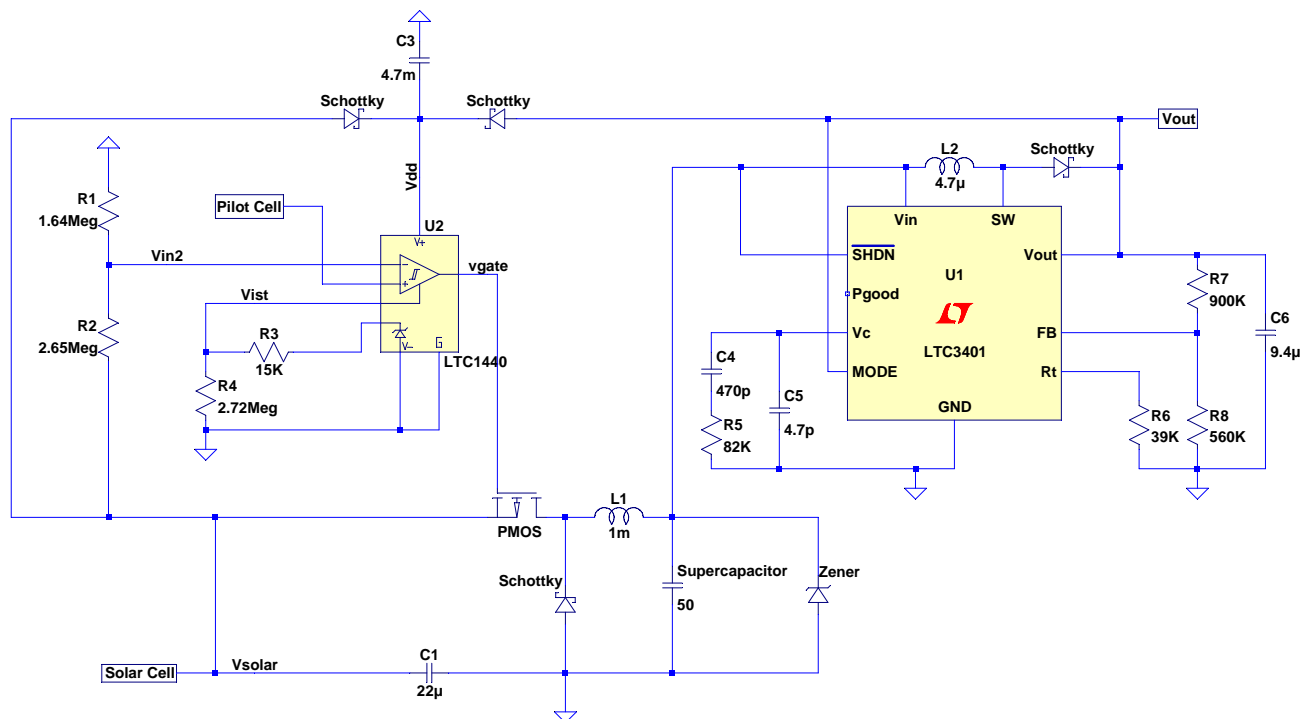 C3
4.7m
Schottky
Schottky
Vout
L2
4.7µ
Schottky
R1
1.64Meg
Pilot Cell
Vdd
U2
V+
Vin
SW
Vin2
vgate
SHDN
Vout
U1
R7
900K
Vist
Pgood
R2
2.65Meg
R3
15K
V-
G
LTC1440
Vc
LTC3401
FB
C6
9.4µ
R4
2.72Meg
C4
470p
MODE
Rt
C5
4.7p
GND
R5
82K
R6
39K
R8
560K
PMOS
L1
1m
Schottky
Supercapacitor
50
Zener
Solar Cell
Vsolar
C1
22µ